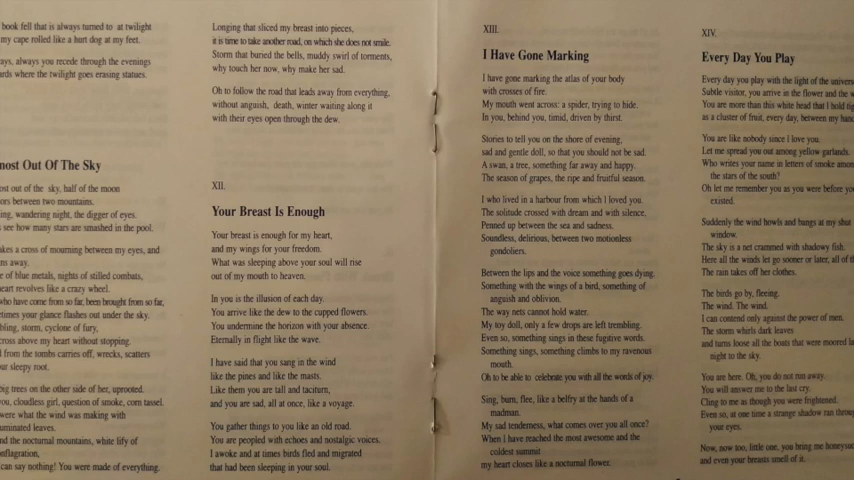 book fell that is always turned to at twilight
my cape rolled like a hurt dog at my feet.
ays, always you recede through the evenings
ards where the twilight goes erasing statues.
nost Out Of The Sky
ost out of the sky, half of the moon
ors between two mountains.
ing, wandering night, the digger of eyes.
see how many stars are smashed in the pool.
akes a cross of mourning between my eyes, and
ns away.
e of blue metals, nights of stilled combats,
eart revolves like a crazy wheel.
who have come from so far, been brought from so far,
etimes your glance flashes out under the sky.
bling, storm, cyclone of fury,
cross above my heart without stopping.
from the tombs carries off, wrecks, scatters
ur sleepy root.
big trees on the other side of her, uprooted.
you, cloudless girl, question of smoke, corn tassel.
were what the wind was making with
uminated leaves.
nd the nocturnal mountains, white lily of
onflagration,
can say nothing! You were made of everything.
Longing that sliced my breast into pieces,
it is time to take another road, on which she does not smile.
Storm that buried the bells, muddy swirl of torments,
why touch her now, why make her sad.
Oh to follow the road that leads away from everything,
without anguish, death, winter waiting along it
with their eyes open through the dew.
XII.
Your Breast Is Enough
Your breast is enough for my heart,
and my wings for your freedom.
What was sleeping above your soul will rise
out of my mouth to heaven.
In you is the illusion of each day.
You arrive like the dew to the cupped flowers.
You undermine the horizon with your absence.
Eternally in flight like the wave.
I have said that you sang in the wind
like the pines and like the masts.
Like them you are tall and taciturn,
and you are sad, all at once, like a voyage.
You gather things to you like an old road.
You are peopled with echoes and nostalgic voices.
I awoke and at times birds fled and migrated
that had been sleeping in your soul.
XIII.
I Have Gone Marking
I have gone marking the atlas of your body
with crosses of fire.
My mouth went across: a spider, trying to hide.
In you, behind you, timid, driven by thirst.
Stories to tell you on the shore of evening,
sad and gentle doll, so that you should not be sad.
A swan, a tree, something far away and happy.
The season of grapes, the ripe and fruitful season.
I who lived in a harbour from which I loved you.
The solitude crossed with dream and with silence.
Penned up between the sea and sadness.
Soundless, delirious, between two motionless
gondoliers.
Between the lips and the voice something goes dying.
Something with the wings of a bird, something of
anguish and oblivion.
The way nets cannot hold water.
My toy doll, only a few drops are left trembling.
Even so, something sings in these fugitive words.
Something sings, something climbs to my ravenous
mouth.
Oh to be able to celebrate you with all the words of joy.
Sing, burn, flee, like a belfry at the hands of a
madman.
My sad tenderness, what comes over you all at once?
When I have reached the most awesome and the
coldest summit
my heart closes like a nocturnal flower.
XIV.
Every Day You Play
Every day you play with the light of the univers
Subtle visitor, you arrive in the flower and the w
You are more than this white head that I hold tig
as a cluster of fruit, every day, between my hand
You are like nobody since I love you.
Let me spread you out among yellow garlands.
Who writes your name in letters of smoke amon
the stars of the south?
Oh let me remember you as you were before yo
existed.
Suddenly the wind howls and bangs at my shut
window.
The sky is a net crammed with shadowy fish.
Here all the winds let go sooner or later, all of th
The rain takes off her clothes.
The birds go by, fleeing.
The wind. The wind.
I can contend only against the power of men.
The storm whirls dark leaves
and turns loose all the boats that were moored la
night to the sky.
You are here. Oh, you do not run away.
You will answer me to the last cry.
Cling to me as though you were frightened.
Even so, at one time a strange shadow ran throu
your eyes.
Now, now too, little one, you bring me honeysu
and even your breasts smell of it.